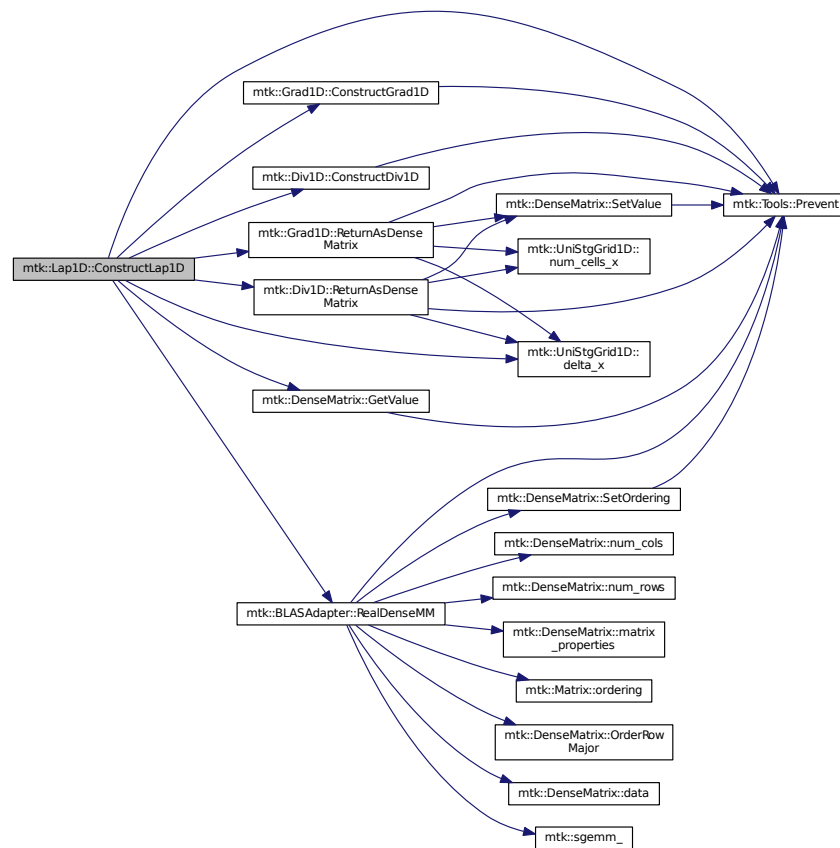 mtk::Grad1D::ConstructGrad1D
mtk::Div1D::ConstructDiv1D
mtk::DenseMatrix::SetValue
mtk::Tools::Prevent
mtk::Grad1D::ReturnAsDense
Matrix
mtk::UniStgGrid1D::
num_cells_x
mtk::Lap1D::ConstructLap1D
mtk::Div1D::ReturnAsDense
Matrix
mtk::UniStgGrid1D::
delta_x
mtk::DenseMatrix::GetValue
mtk::DenseMatrix::SetOrdering
mtk::DenseMatrix::num_cols
mtk::DenseMatrix::num_rows
mtk::BLASAdapter::RealDenseMM
mtk::DenseMatrix::matrix
_properties
mtk::Matrix::ordering
mtk::DenseMatrix::OrderRow
Major
mtk::DenseMatrix::data
mtk::sgemm_